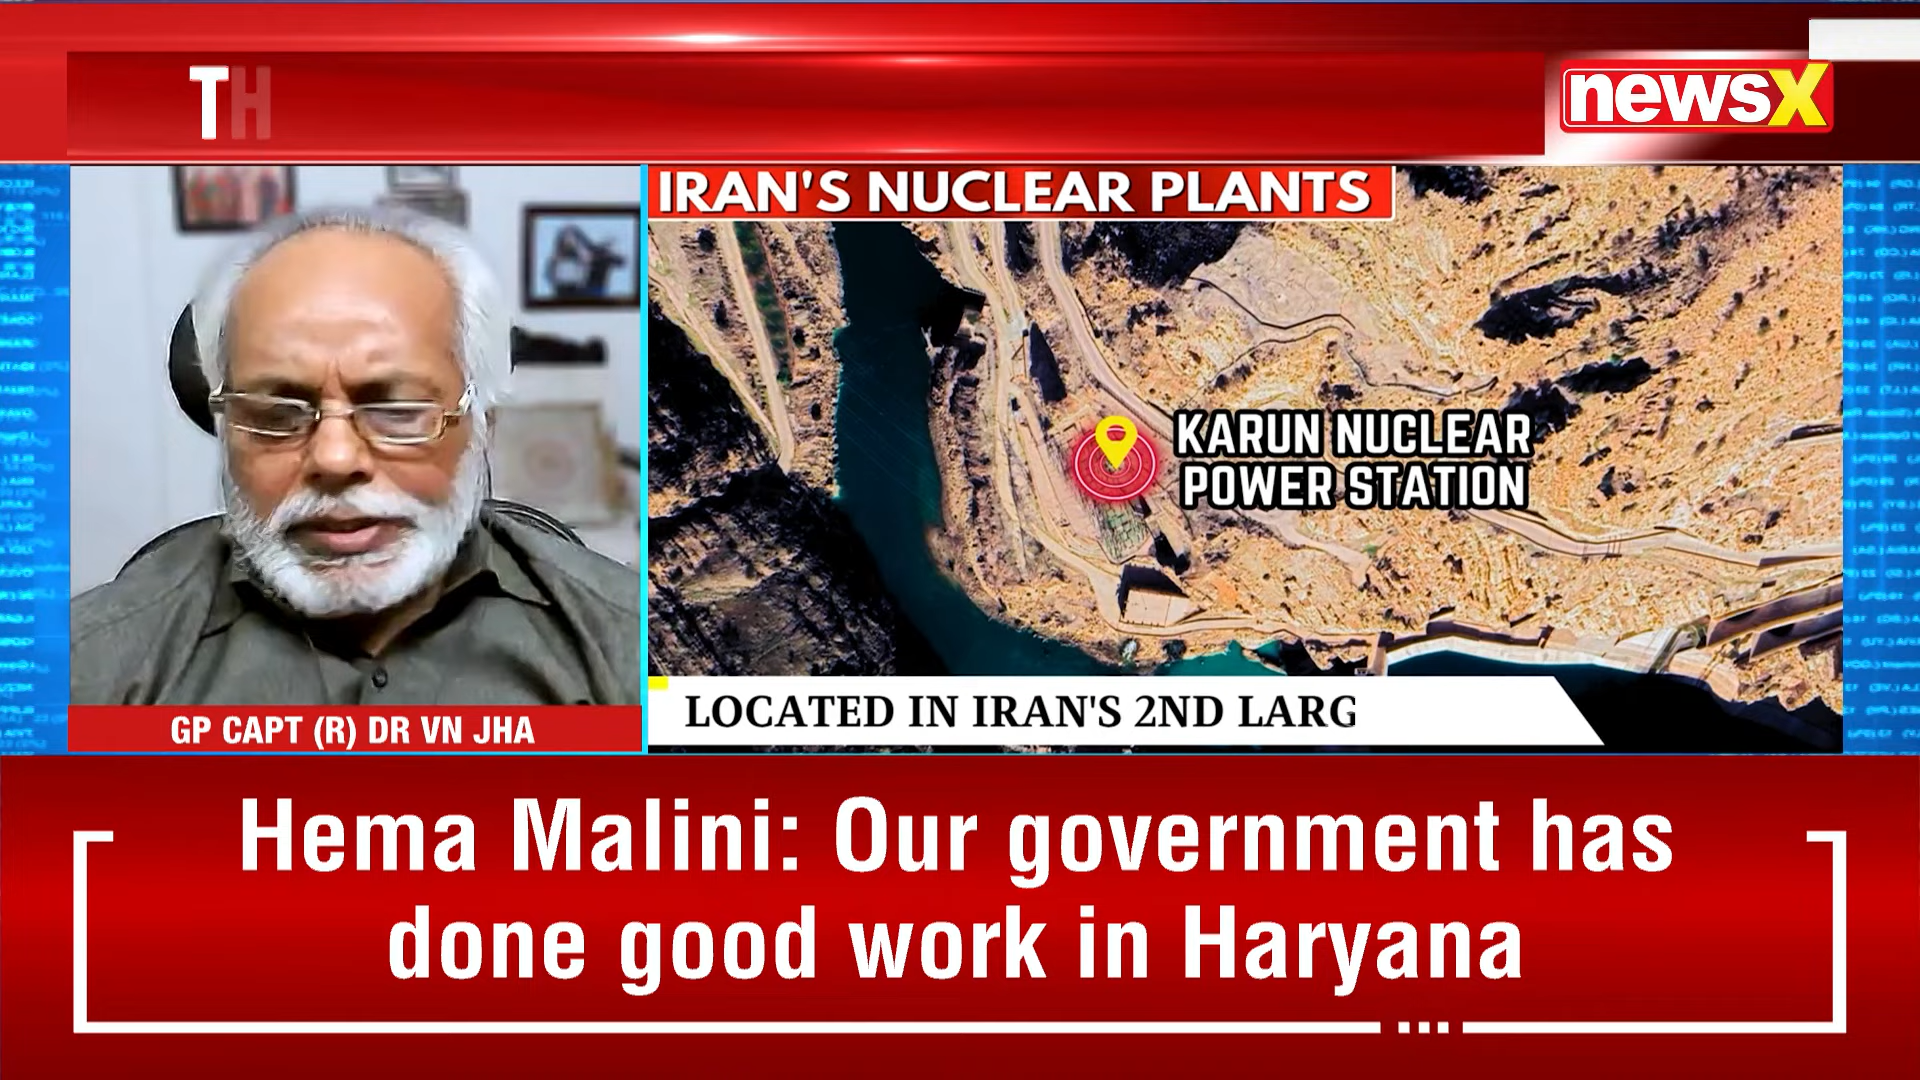 TH
newsX
IRAN'S NUCLEAR PLANTS
KARUN NUCLEAR
POWER STATION
LOCATED IN IRAN'S 2ND LARG
GP CAPT (R) DR VN JHA
Hema Malini: Our government has
done good work in Haryana